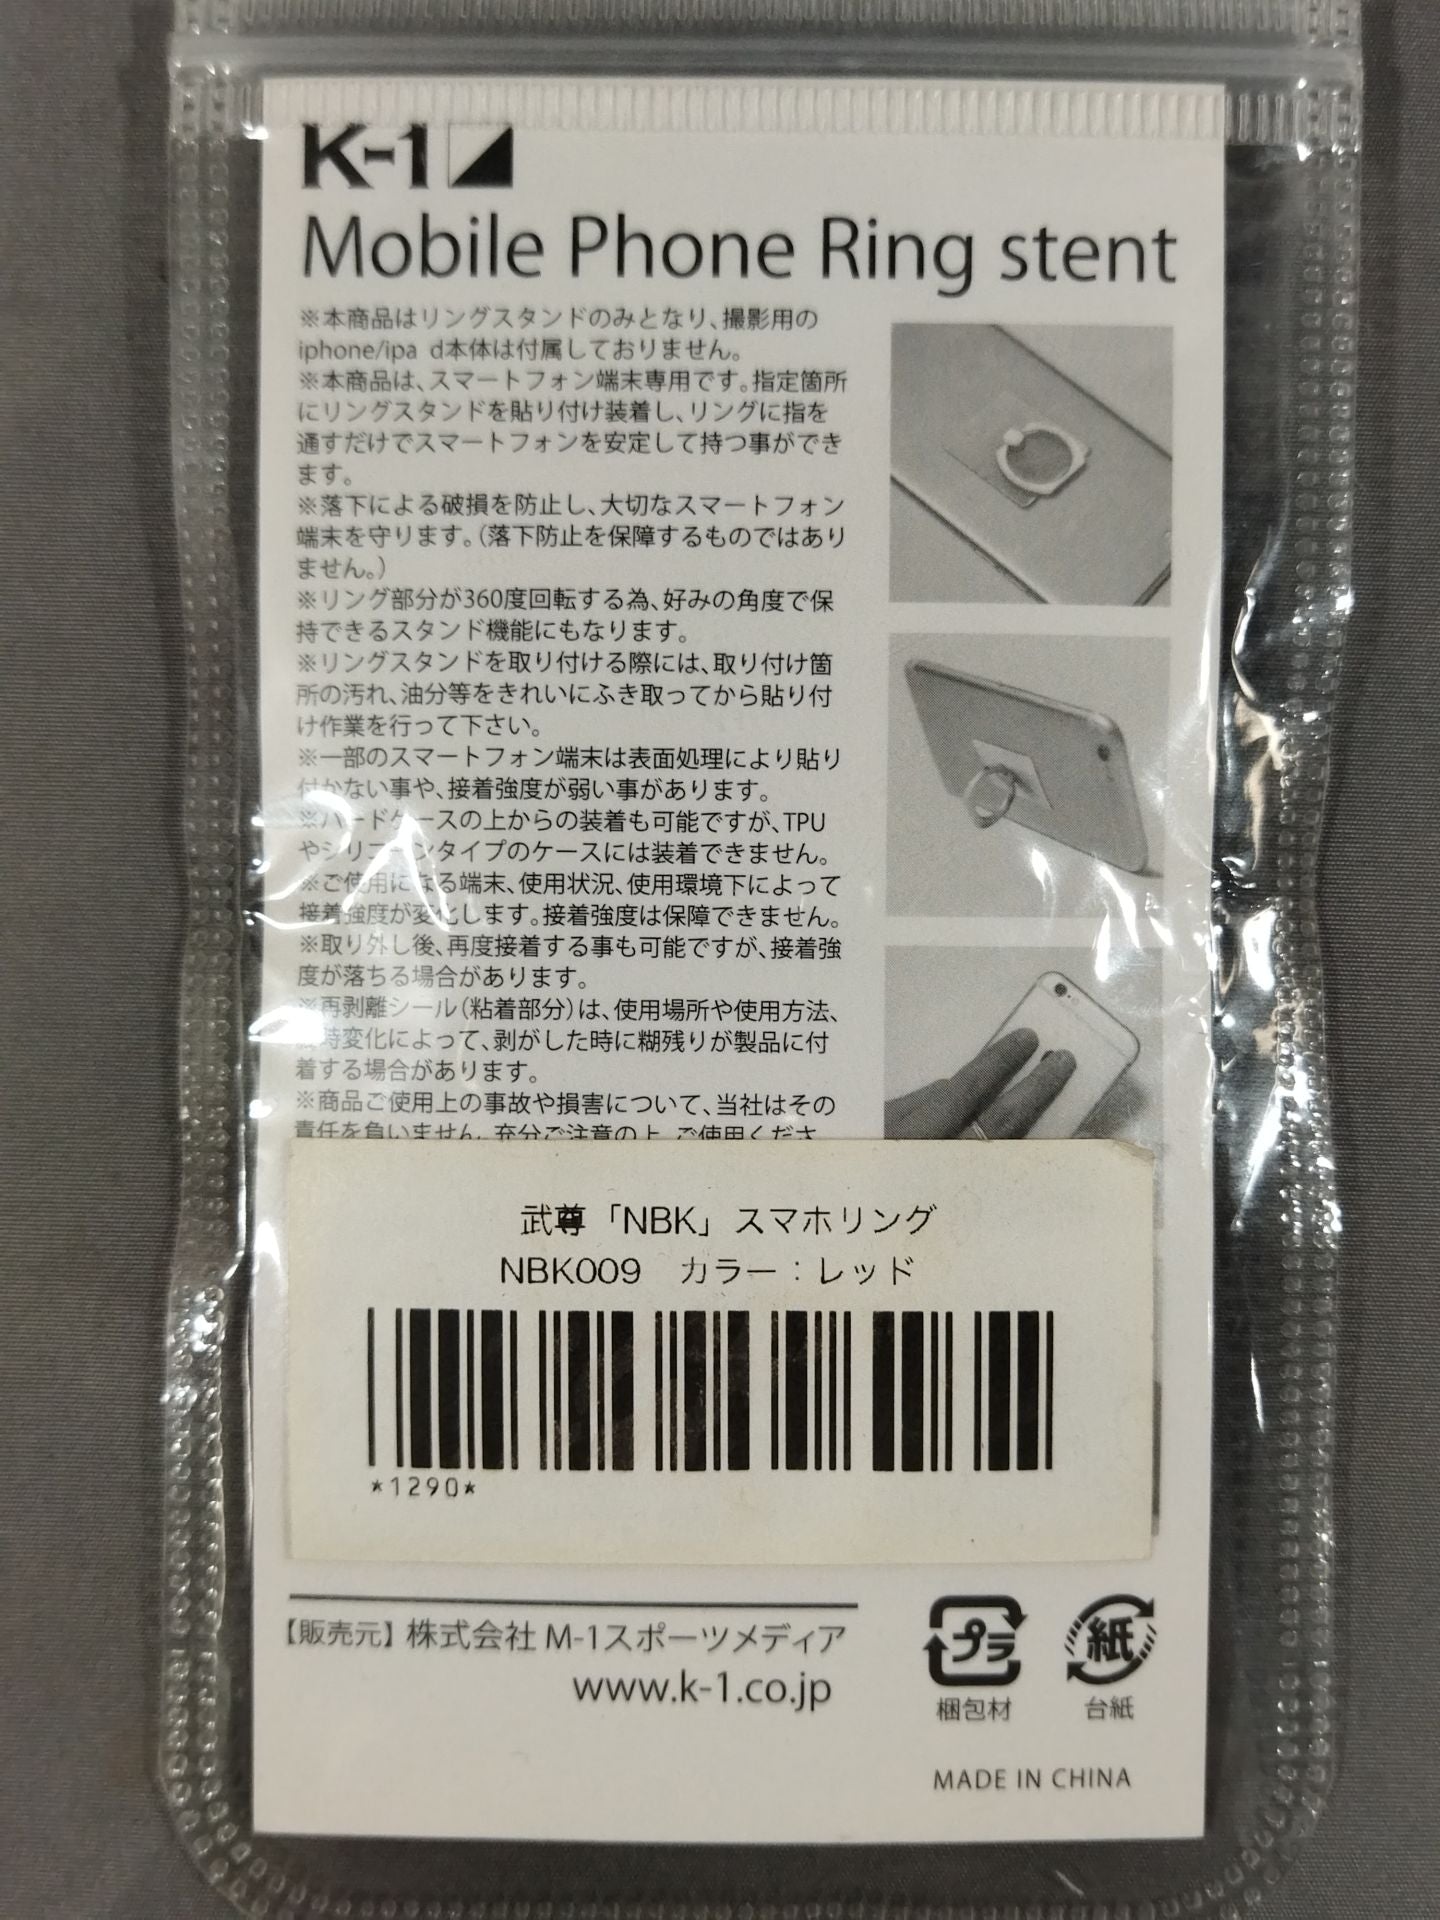 K-1
Mobile Phone Ring stent
※本商品はリングスタンドのみとなり、撮影用の
iphone/ipa d本体は付属しておりません。
※本商品は、スマートフォン端末専用です。指定箇所
にリングスタンドを貼り付け装着し、リングに指を
通すだけでスマートフォンを安定して持つ事ができ
ます。
※落下による破損を防止し、大切なスマートフォン
端末を守ります。(落下防止を保障するものではあり
ません。)
※リング部分が360度回転する為、好みの角度で保
持できるスタンド機能にもなります。
※リングスタンドを取り付ける際には、取り付け箇
所の汚れ、油分等をきれいにふき取ってから貼り付
け作業を行って下さい。
※一部のスマートフォン端末は表面処理により貼り
付かない事や、接着強度が弱い事があります。
※ハードケースの上からの装着も可能ですが、TPU
やシリコーンタイプのケースには装着できません。
※ご使用になる端末、使用状況、使用環境下によって
接着強度が変化します。接着強度は保障できません。
※取り外し後、再度接着する事も可能ですが、接着強
度が落ちる場合があります。
※再剥離シール(粘着部分)は、使用場所や使用方法、
時変化によって、剥がした時に糊残りが製品に付
着する場合があります。
※商品ご使用上の事故や損害について、当社はその
責任を負いません。充分ご注意の上、ご使用くださ
武尊「NBK」スマホリング
NBK009 カラー：レッド
*1290*
【販売元】株式会社 M-1スポーツメディア
www.k-1.co.jp
プラ
梱包材
紙
台紙
MADE IN CHINA